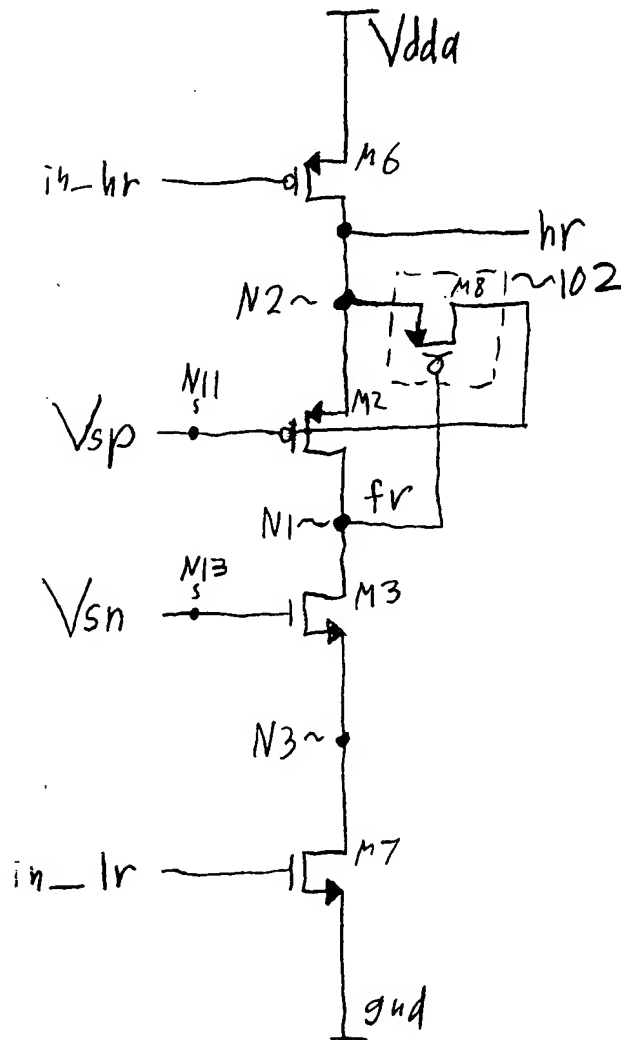 Vdda
M6
in_hr
hr
N2~
M8
~102
N11
M2
Vsp
fr
N1~
N13
M3
Vsn
N3~
M7
in_lr
gnd